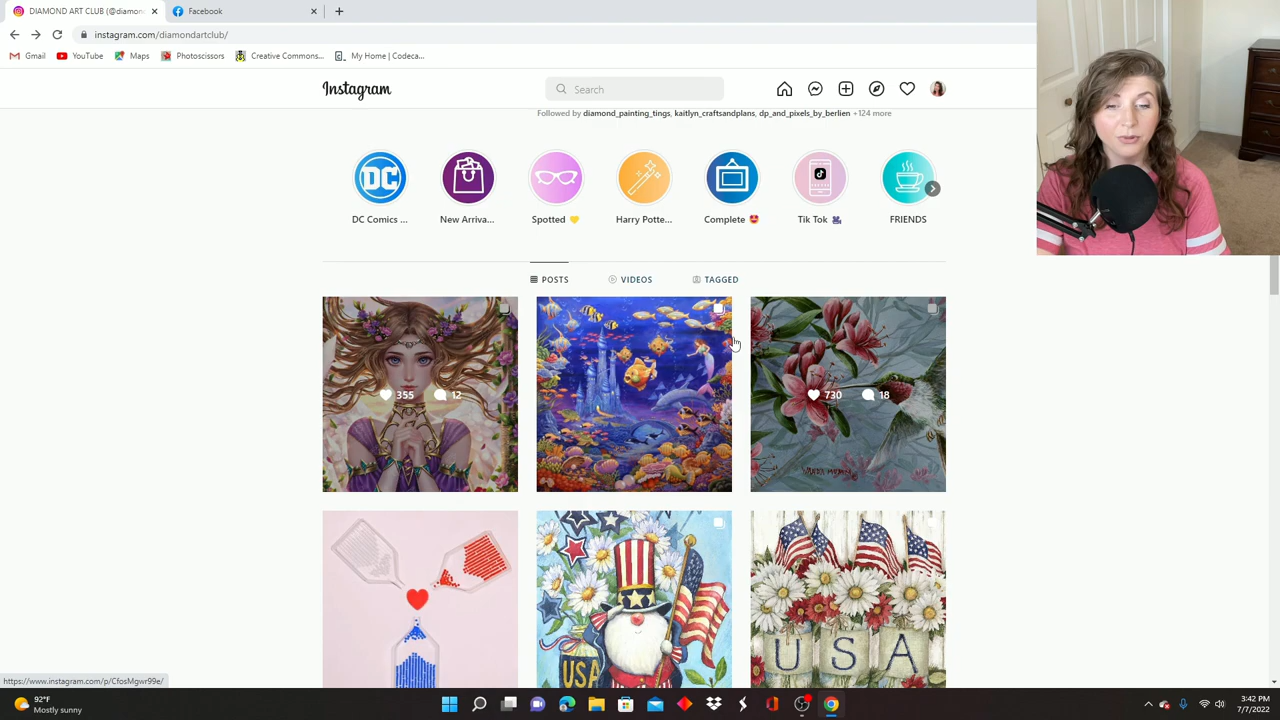 DIAMOND ART CLUB (@diamon
Facebook
instagram.com/diamondartclub/
Gmail
YouTube
Maps
Photoscissors
Creative Commons...
My Home | Codeca...
Instagram
Search
Followed by diamond_painting_tings, kaitlyn_craftsandplans, dp_and_pixels_by_berlien +124 more
DC
DC Comics ...
New Arriva...
Spotted 💛
Harry Potte...
Complete 😍
Tik Tok 🎥
FRIENDS
POSTS
VIDEOS
TAGGED
355
12
730
18
USA
USA
https://www.instagram.com/p/CfosMgwr99e/
92°F
Mostly sunny
3:42 PM
7/7/2022